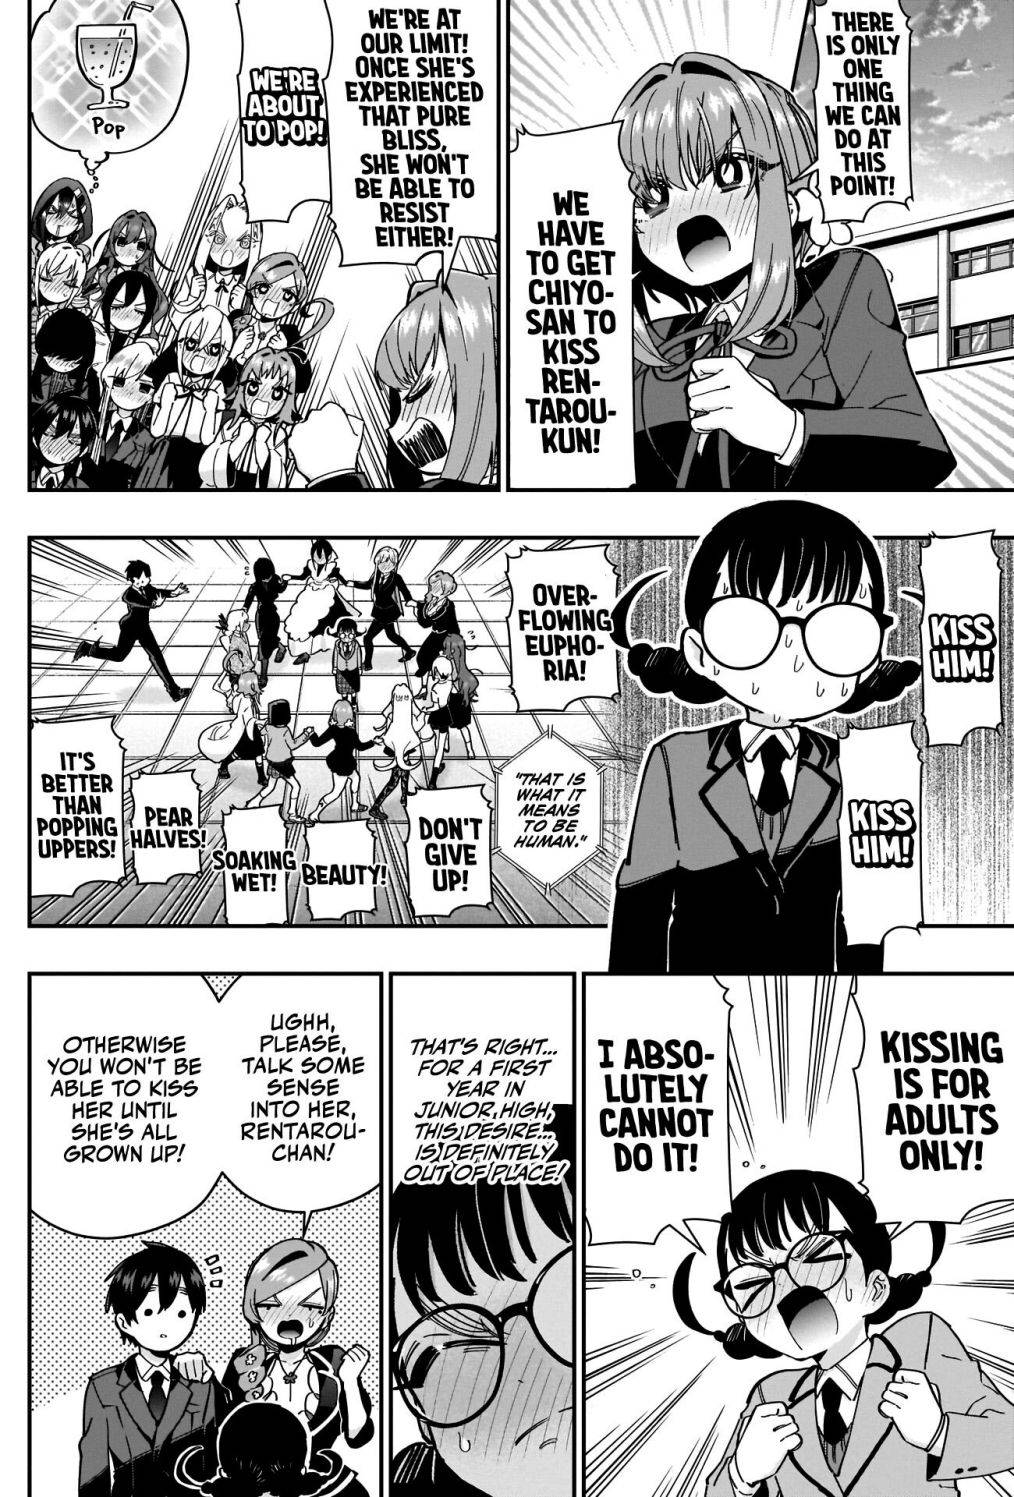 THERE
IS ONLY
ONE
THING
WE CAN
DO AT
THIS
POINT!
WE
HAVE
TO GET
CHIYO-
SAN TO
KISS
REN-
TAROU-
KUN!
WE'RE AT
OUR LIMIT!
ONCE SHE'S
EXPERIENCED
THAT PURE
BLISS,
SHE WON'T
BE ABLE TO
RESIST
EITHER!
WE'RE
ABOUT
TO POP!
Pop
KISS
HIM!
KISS
HIM!
OVER-
FLOWING
EUPHO-
RIA!
"THAT IS
WHAT IT
MEANS
TO BE
HUMAN."
DON'T
GIVE
UP!
BEAUTY!
SOAKING
WET!
PEAR
HALVES!
IT'S
BETTER
THAN
POPPING
UPPERS!
KISSING
IS FOR
ADULTS
ONLY!
I ABSO-
LUTELY
CANNOT
DO IT!
THAT'S RIGHT...
FOR A FIRST
YEAR IN
JUNIOR HIGH,
THIS DESIRE...
IS DEFINITELY
OUT OF PLACE!
UGHH,
PLEASE,
TALK SOME
SENSE
INTO HER,
RENTAROU-
CHAN!
OTHERWISE
YOU WON'T BE
ABLE TO KISS
HER UNTIL
SHE'S ALL
GROWN UP!